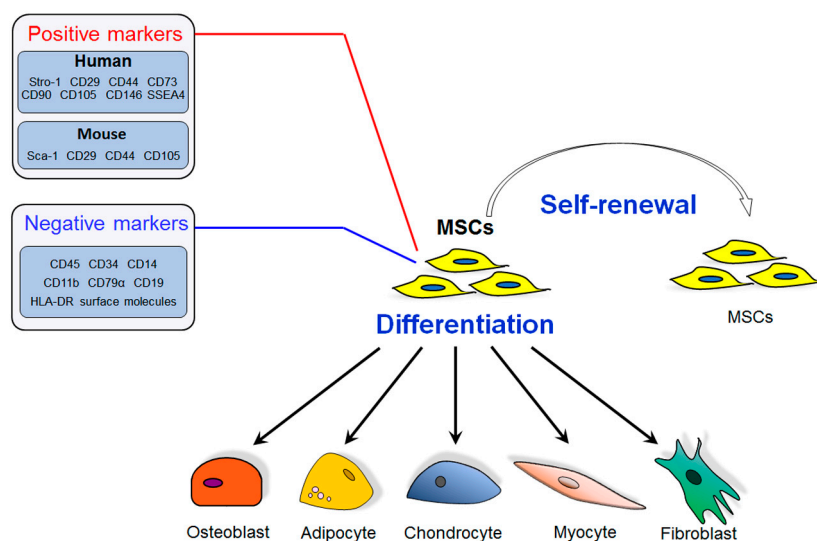 Positive markers
Human
Stro-1 CD29 CD44 CD73
CD90 CD105 CD146 SSEA4
Mouse
Sca-1 CD29 CD44 CD105
Negative markers
CD45 CD34 CD14
CD11b CD79α CD19
HLA-DR surface molecules
MSCs
Self-renewal
MSCs
Differentiation
Osteoblast
Adipocyte
Chondrocyte
Myocyte
Fibroblast